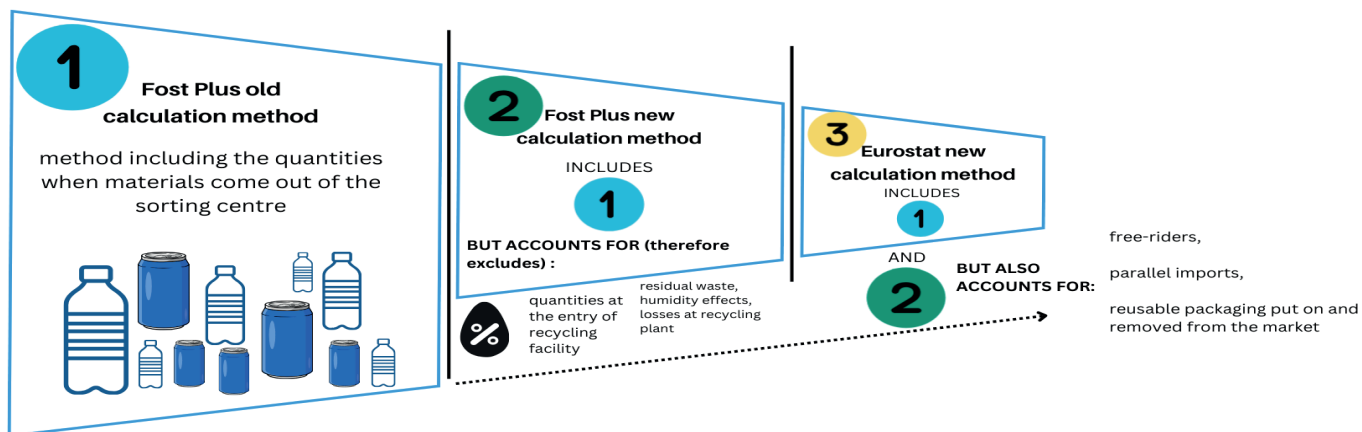 1
Fost Plus old
calculation method
method including the quantities
when materials come out of the
sorting centre
2
Fost Plus new
calculation method
INCLUDES
1
BUT ACCOUNTS FOR (therefore
excludes) :
%
quantities at
the entry of
recycling
facility
residual waste,
humidity effects,
losses at recycling
plant
3
Eurostat new
calculation method
INCLUDES
1
AND
2
BUT ALSO
ACCOUNTS FOR:
free-riders,
parallel imports,
reusable packaging put on and
removed from the market